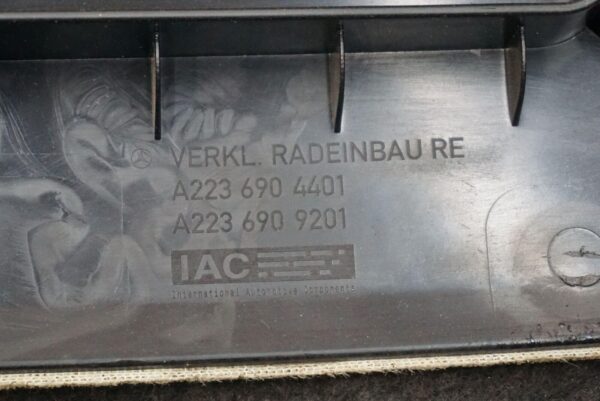 VERKL. RADEINBAU RE
A223 690 4401
A223 690 9201
IAC
International Automotive Components